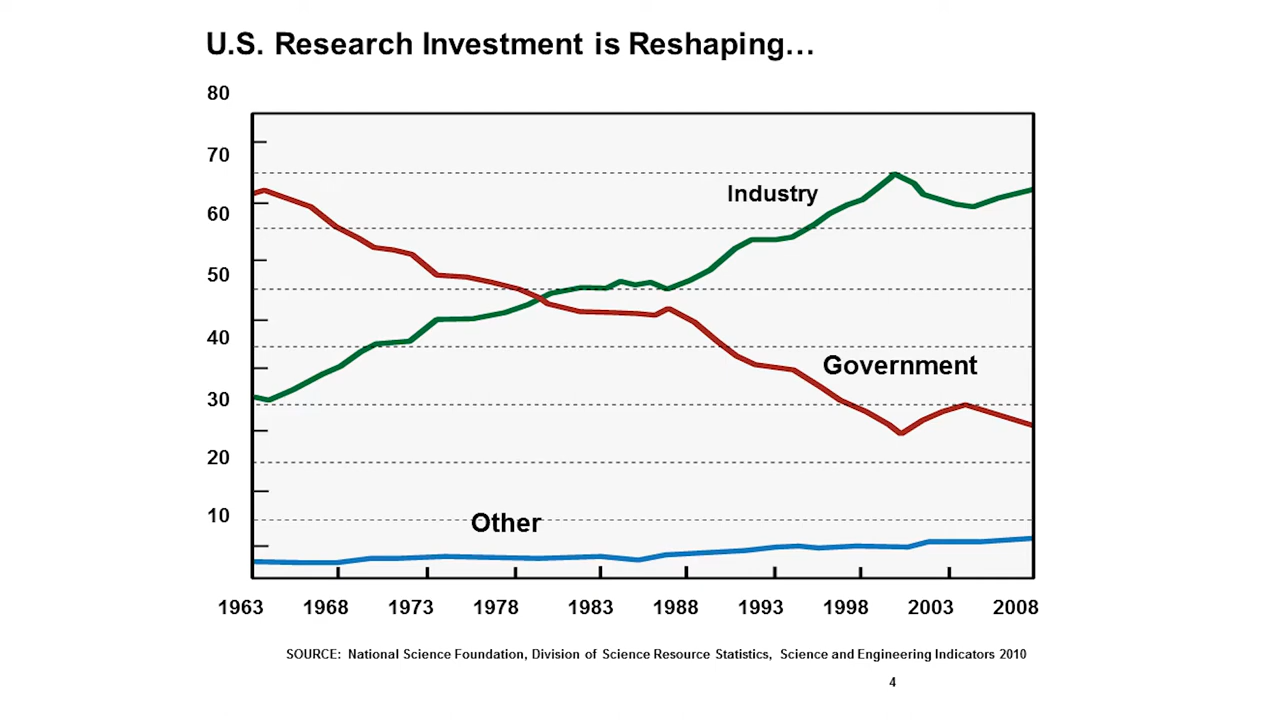 U.S. Research Investment is Reshaping…
80
70
Industry
60
50
40
Government
30
20
10
Other
1963 1968 1973 1978 1983 1988 1993 1998 2003 2008
SOURCE: National Science Foundation, Division of Science Resource Statistics, Science and Engineering Indicators 2010
4